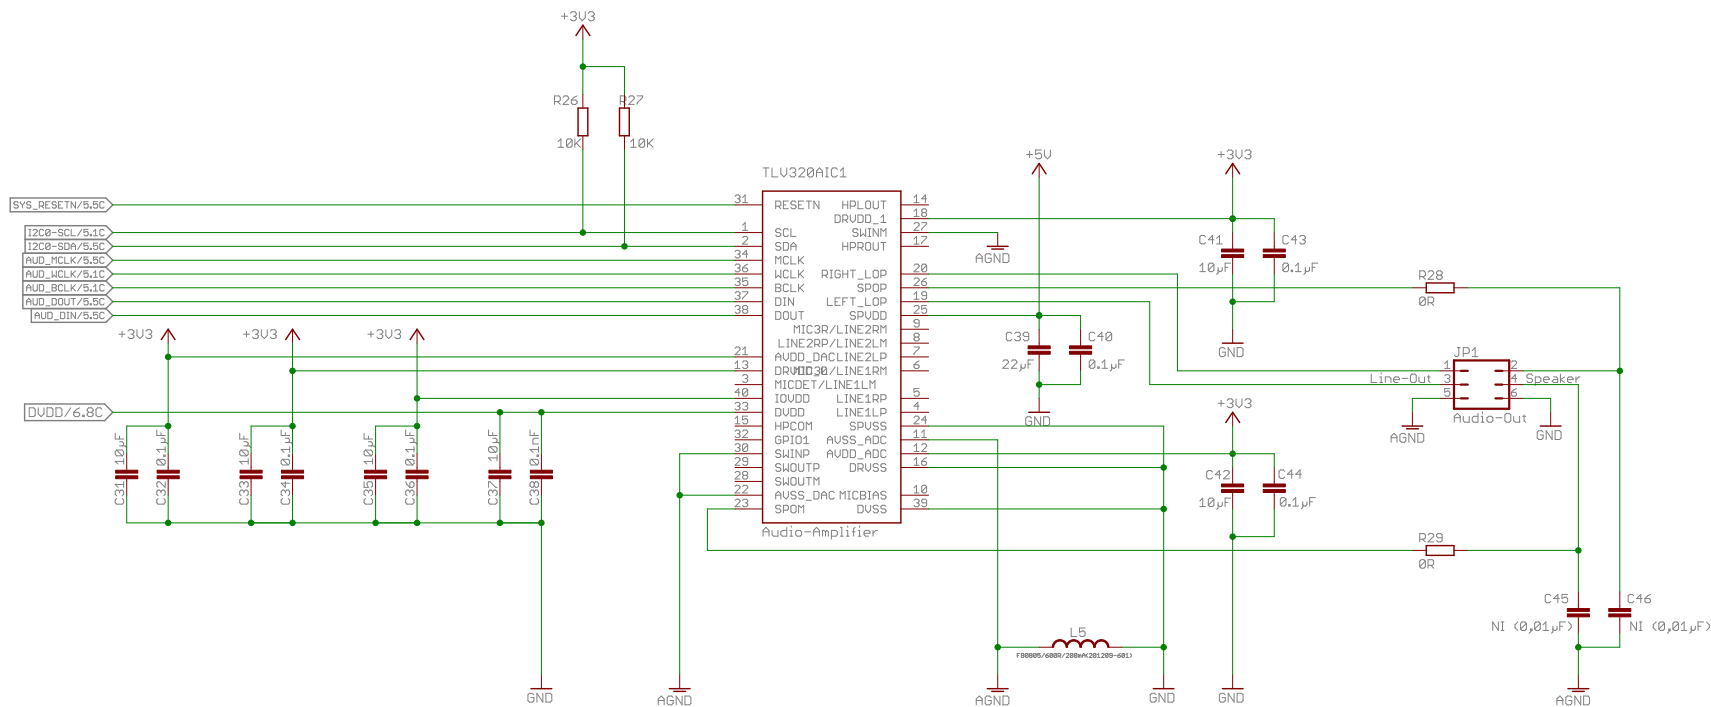 +3V3
R26
R27
10K
10K
TLV320AIC1
+5V
+3V3
SYS_RESETN/5.5C
31
RESETN
HPLOUT
14
DRVDD_1
18
I2C0-SCL/5.1C
1
SCL
SWINM
27
I2C0-SDA/5.5C
2
SDA
HPROUT
17
AGND
C41
C43
10µF
0.1µF
AUD_MCLK/5.5C
34
MCLK
AUD_WCLK/5.1C
36
WCLK
RIGHT_LOP
20
AUD_BCLK/5.1C
35
BCLK
SPOP
26
R28
0R
AUD_DOUT/5.5C
37
DIN
LEFT_LOP
19
AUD_DIN/5.5C
38
DOUT
SPVDD
25
+3V3
+3V3
+3V3
MIC3R/LINE2RM
9
LINE2RP/LINE2LM
8
C39
C40
22µF
0.1µF
GND
21
AVDD_DAC
LINE2LP
7
13
/LINE1RM
6
3
MICDET/LINE1LM
40
IOVDD
LINE1RP
5
DVDD/6.8C
33
DVDD
LINE1LP
4
GND
JP1
1
2
Line-Out
3
4
Speaker
5
6
Audio-Out
AGND
GND
+3V3
15
HPCOM
SPVSS
24
32
GPIO1
AVSS_ADC
11
30
SWINP
AVDD_ADC
12
29
SWOUTP
DRVSS
16
28
SWOUTM
22
AVSS_DAC
MICBIAS
10
23
SPOM
DVSS
39
Audio-Amplifier
C31
10µF
C32
0.1µF
C33
10µF
C34
0.1µF
C35
10µF
C36
0.1µF
C37
10µF
C38
0.1nF
C42
C44
10µF
0.1µF
R29
0R
C45
C46
NI (0,01µF)
NI (0,01µF)
L5
FB0805/600R/200mA(201209-601)
GND
AGND
AGND
GND
GND
AGND